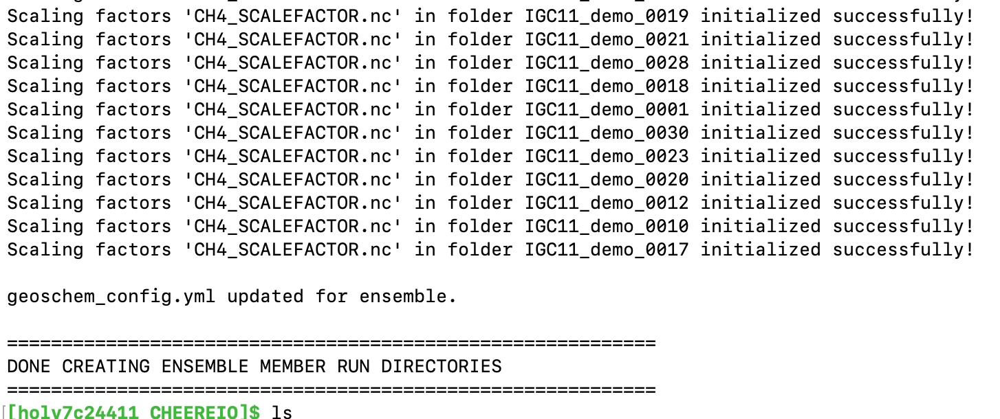 Scaling factors 'CH4_SCALEFACTOR.nc' in folder IGC11_demo_0019 initialized successfully!
Scaling factors 'CH4_SCALEFACTOR.nc' in folder IGC11_demo_0021 initialized successfully!
Scaling factors 'CH4_SCALEFACTOR.nc' in folder IGC11_demo_0028 initialized successfully!
Scaling factors 'CH4_SCALEFACTOR.nc' in folder IGC11_demo_0018 initialized successfully!
Scaling factors 'CH4_SCALEFACTOR.nc' in folder IGC11_demo_0001 initialized successfully!
Scaling factors 'CH4_SCALEFACTOR.nc' in folder IGC11_demo_0030 initialized successfully!
Scaling factors 'CH4_SCALEFACTOR.nc' in folder IGC11_demo_0023 initialized successfully!
Scaling factors 'CH4_SCALEFACTOR.nc' in folder IGC11_demo_0020 initialized successfully!
Scaling factors 'CH4_SCALEFACTOR.nc' in folder IGC11_demo_0012 initialized successfully!
Scaling factors 'CH4_SCALEFACTOR.nc' in folder IGC11_demo_0010 initialized successfully!
Scaling factors 'CH4_SCALEFACTOR.nc' in folder IGC11_demo_0017 initialized successfully!
geoschem_config.yml updated for ensemble.
===========================================================
DONE CREATING ENSEMBLE MEMBER RUN DIRECTORIES
===========================================================
[holy7c24411 CHEEREIO]$ ls